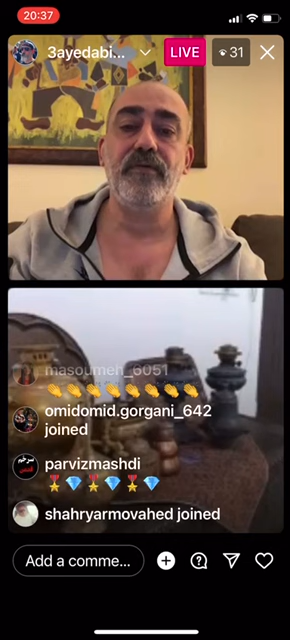 20:37
3ayedabi...
LIVE
31
masoumeh_6051
👏👏👏👏👏👏👏👏
omidomid.gorgani_642
joined
parvizmashdi
🎖️💎🎖️💎🎖️💎
shahryarmovahed joined
Add a comme...